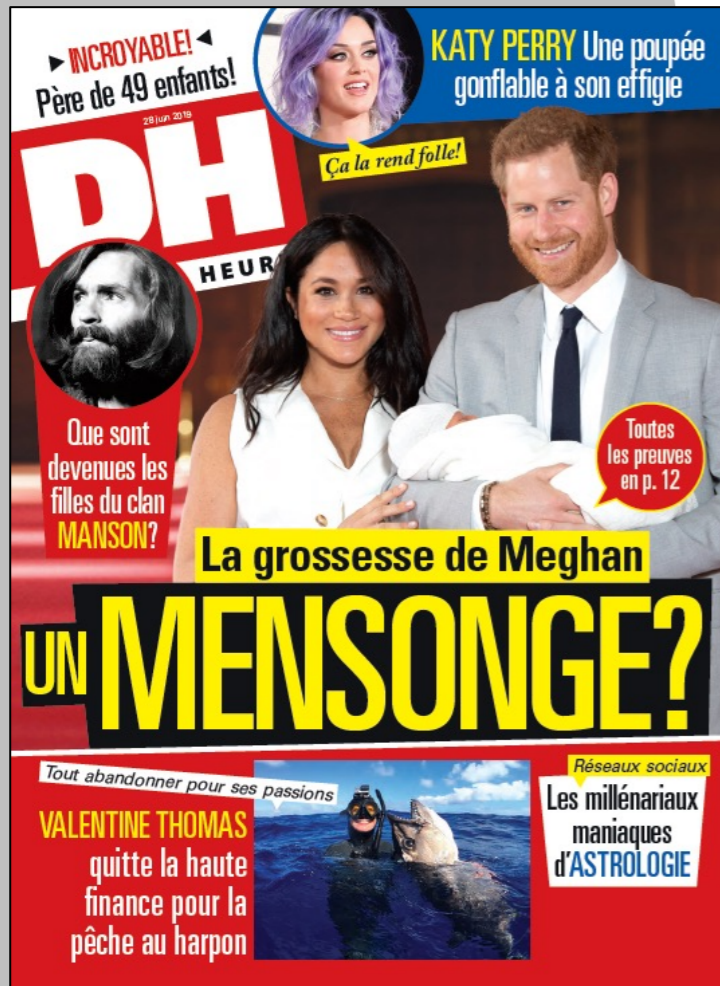 ►INCROYABLE!◄
Père de 49 enfants!
KATY PERRY Une poupée
gonflable à son effigie
Ça la rend folle!
28 juin 2019
DH
HEUR
Que sont
devenues les
filles du clan
MANSON?
Toutes
les preuves
en p. 12
La grossesse de Meghan
UN MENSONGE?
Tout abandonner pour ses passions
VALENTINE THOMAS
quitte la haute
finance pour la
pêche au harpon
Réseaux sociaux
Les millénariaux
maniaques
d'ASTROLOGIE